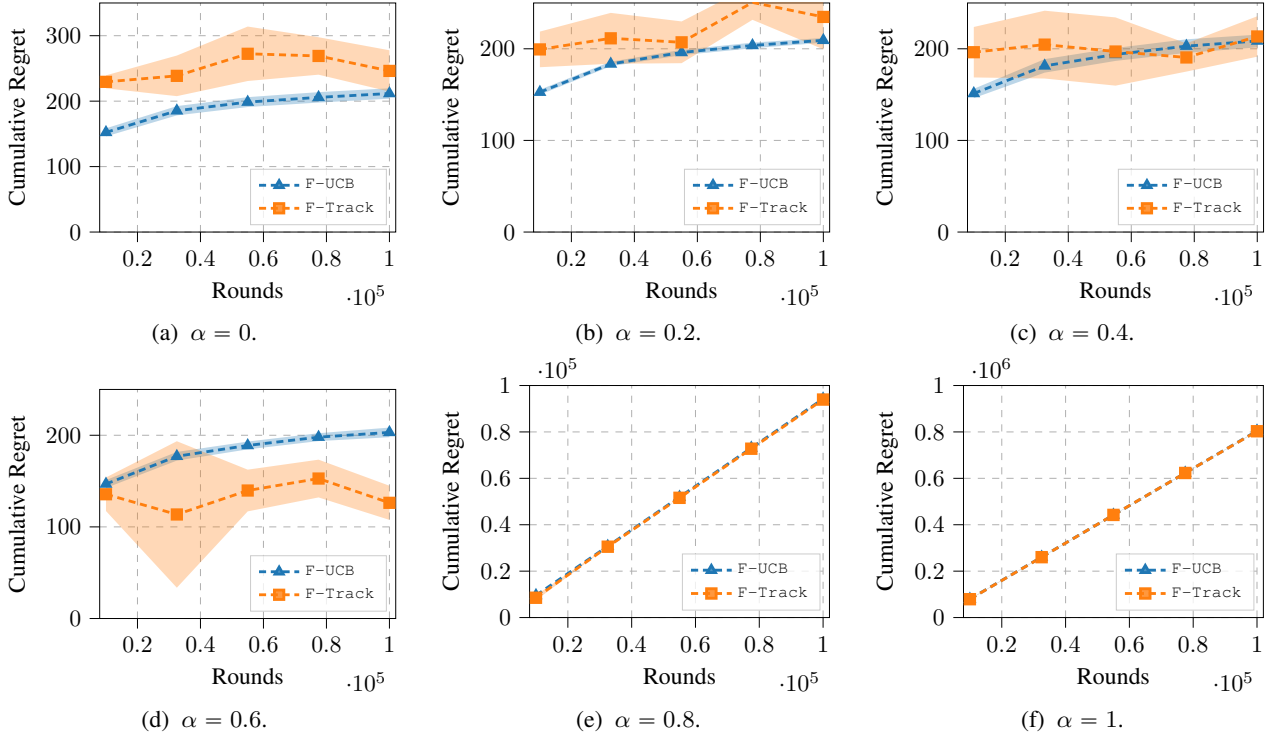 300
200
100
0
Cumulative Regret
F-UCB
F-Track
0.2 0.4 0.6 0.8 1
Rounds
·10^5
(a) α = 0.
200
100
0
Cumulative Regret
F-UCB
F-Track
0.2 0.4 0.6 0.8 1
Rounds
·10^5
(b) α = 0.2.
200
100
0
Cumulative Regret
F-UCB
F-Track
0.2 0.4 0.6 0.8 1
Rounds
·10^5
(c) α = 0.4.
200
100
0
Cumulative Regret
F-UCB
F-Track
0.2 0.4 0.6 0.8 1
Rounds
·10^5
(d) α = 0.6.
·10^5
1
0.8
0.6
0.4
0.2
0
Cumulative Regret
F-UCB
F-Track
0.2 0.4 0.6 0.8 1
Rounds
·10^5
(e) α = 0.8.
·10^6
1
0.8
0.6
0.4
0.2
0
Cumulative Regret
F-UCB
F-Track
0.2 0.4 0.6 0.8 1
Rounds
·10^5
(f) α = 1.